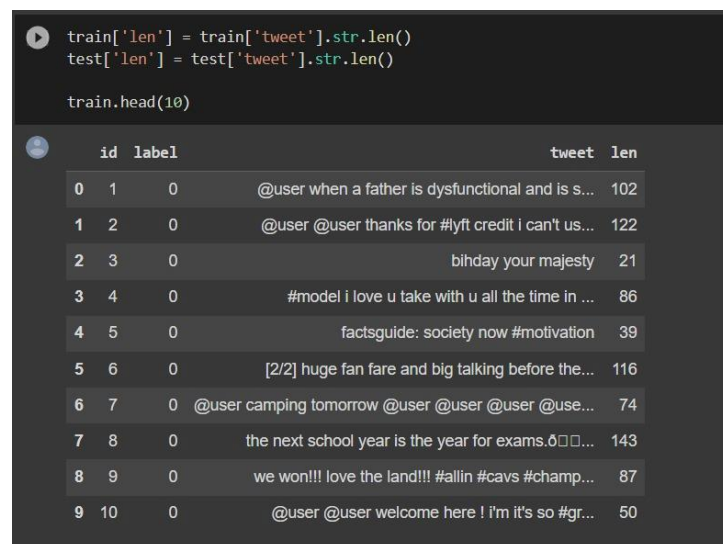 train['len'] = train['tweet'].str.len()
test['len'] = test['tweet'].str.len()
train.head(10)
id label tweet len
0 1 0 @user when a father is dysfunctional and is s... 102
1 2 0 @user @user thanks for #lyft credit i can't us... 122
2 3 0 bihday your majesty 21
3 4 0 #model i love u take with u all the time in ... 86
4 5 0 factsguide: society now #motivation 39
5 6 0 [2/2] huge fan fare and big talking before the... 116
6 7 0 @user camping tomorrow @user @user @user @use... 74
7 8 0 the next school year is the year for exams.ð□□... 143
8 9 0 we won!!! love the land!!! #allin #cavs #champ... 87
9 10 0 @user @user welcome here ! i'm it's so #gr... 50